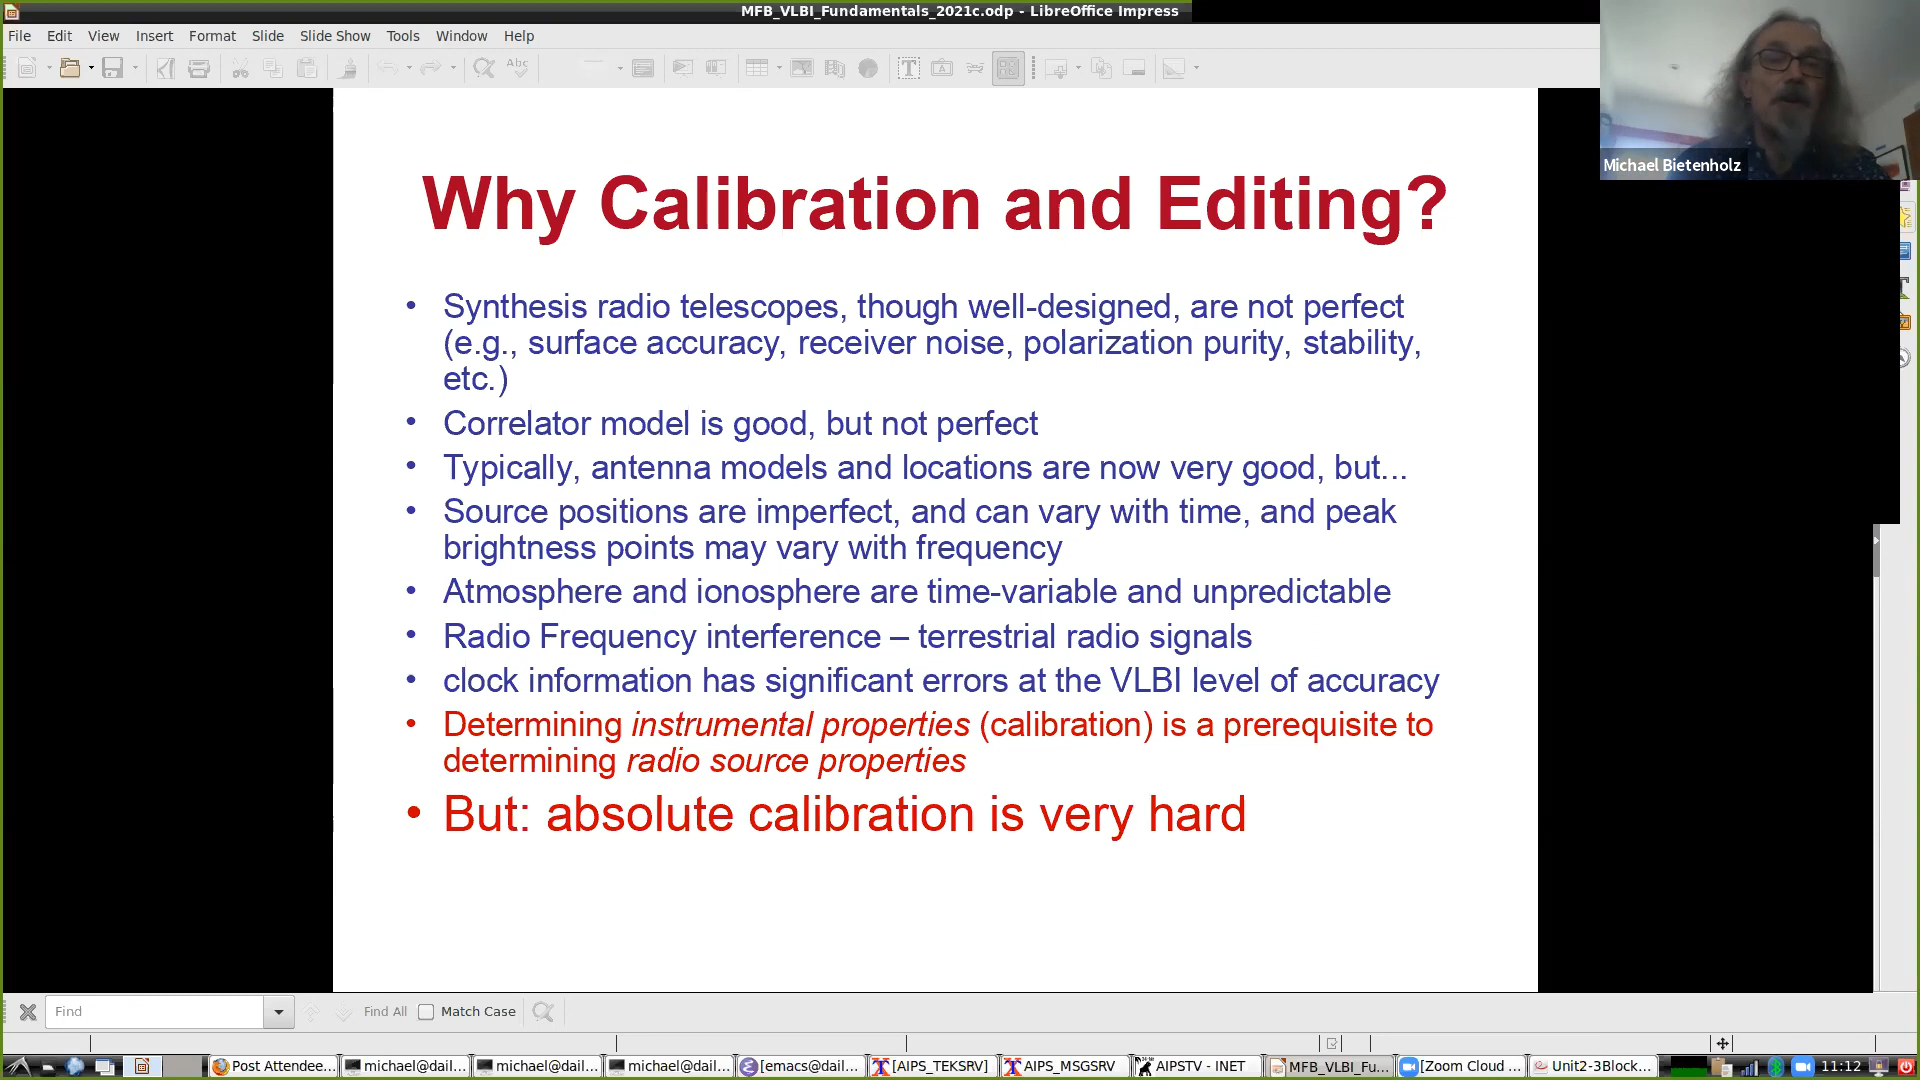 MFB_VLBI_Fundamentals_2021c.odp - LibreOffice Impress
File Edit View Insert Format Slide Slide Show Tools Window Help
Abc
Michael Bietenholz
Why Calibration and Editing?
• Synthesis radio telescopes, though well-designed, are not perfect
(e.g., surface accuracy, receiver noise, polarization purity, stability,
etc.)
• Correlator model is good, but not perfect
• Typically, antenna models and locations are now very good, but...
• Source positions are imperfect, and can vary with time, and peak
brightness points may vary with frequency
• Atmosphere and ionosphere are time-variable and unpredictable
• Radio Frequency interference – terrestrial radio signals
• clock information has significant errors at the VLBI level of accuracy
• Determining instrumental properties (calibration) is a prerequisite to
determining radio source properties
• But: absolute calibration is very hard
Find Find All Match Case
Post Attendee... michael@dail... michael@dail... michael@dail... [emacs@dail... [AIPS_TEKSRV] AIPS_MSGSRV AIPSTV - INET MFB_VLBI_Fu... [Zoom Cloud ... Unit2-3Block... 11:12